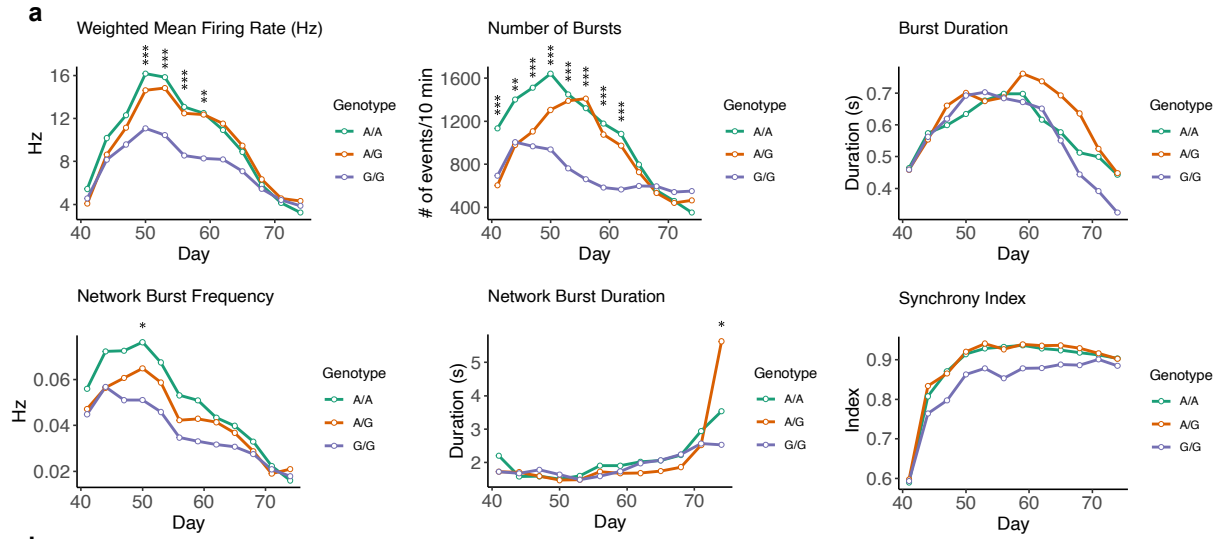 a
Weighted Mean Firing Rate (Hz)
*** *** *** **
16
12
8
4
Hz
40 50 60 70
Day
Genotype
A/A
A/G
G/G
Number of Bursts
*** ** *** *** *** *** *** ***
1600
1200
800
400
# of events/10 min
40 50 60 70
Day
Genotype
A/A
A/G
G/G
Burst Duration
0.7
0.6
0.5
0.4
Duration (s)
40 50 60 70
Day
Genotype
A/A
A/G
G/G
Network Burst Frequency
*
0.06
0.04
0.02
Hz
40 50 60 70
Day
Genotype
A/A
A/G
G/G
Network Burst Duration
*
5
4
3
2
Duration (s)
40 50 60 70
Day
Genotype
A/A
A/G
G/G
Synchrony Index
0.9
0.8
0.7
0.6
Index
40 50 60 70
Day
Genotype
A/A
A/G
G/G